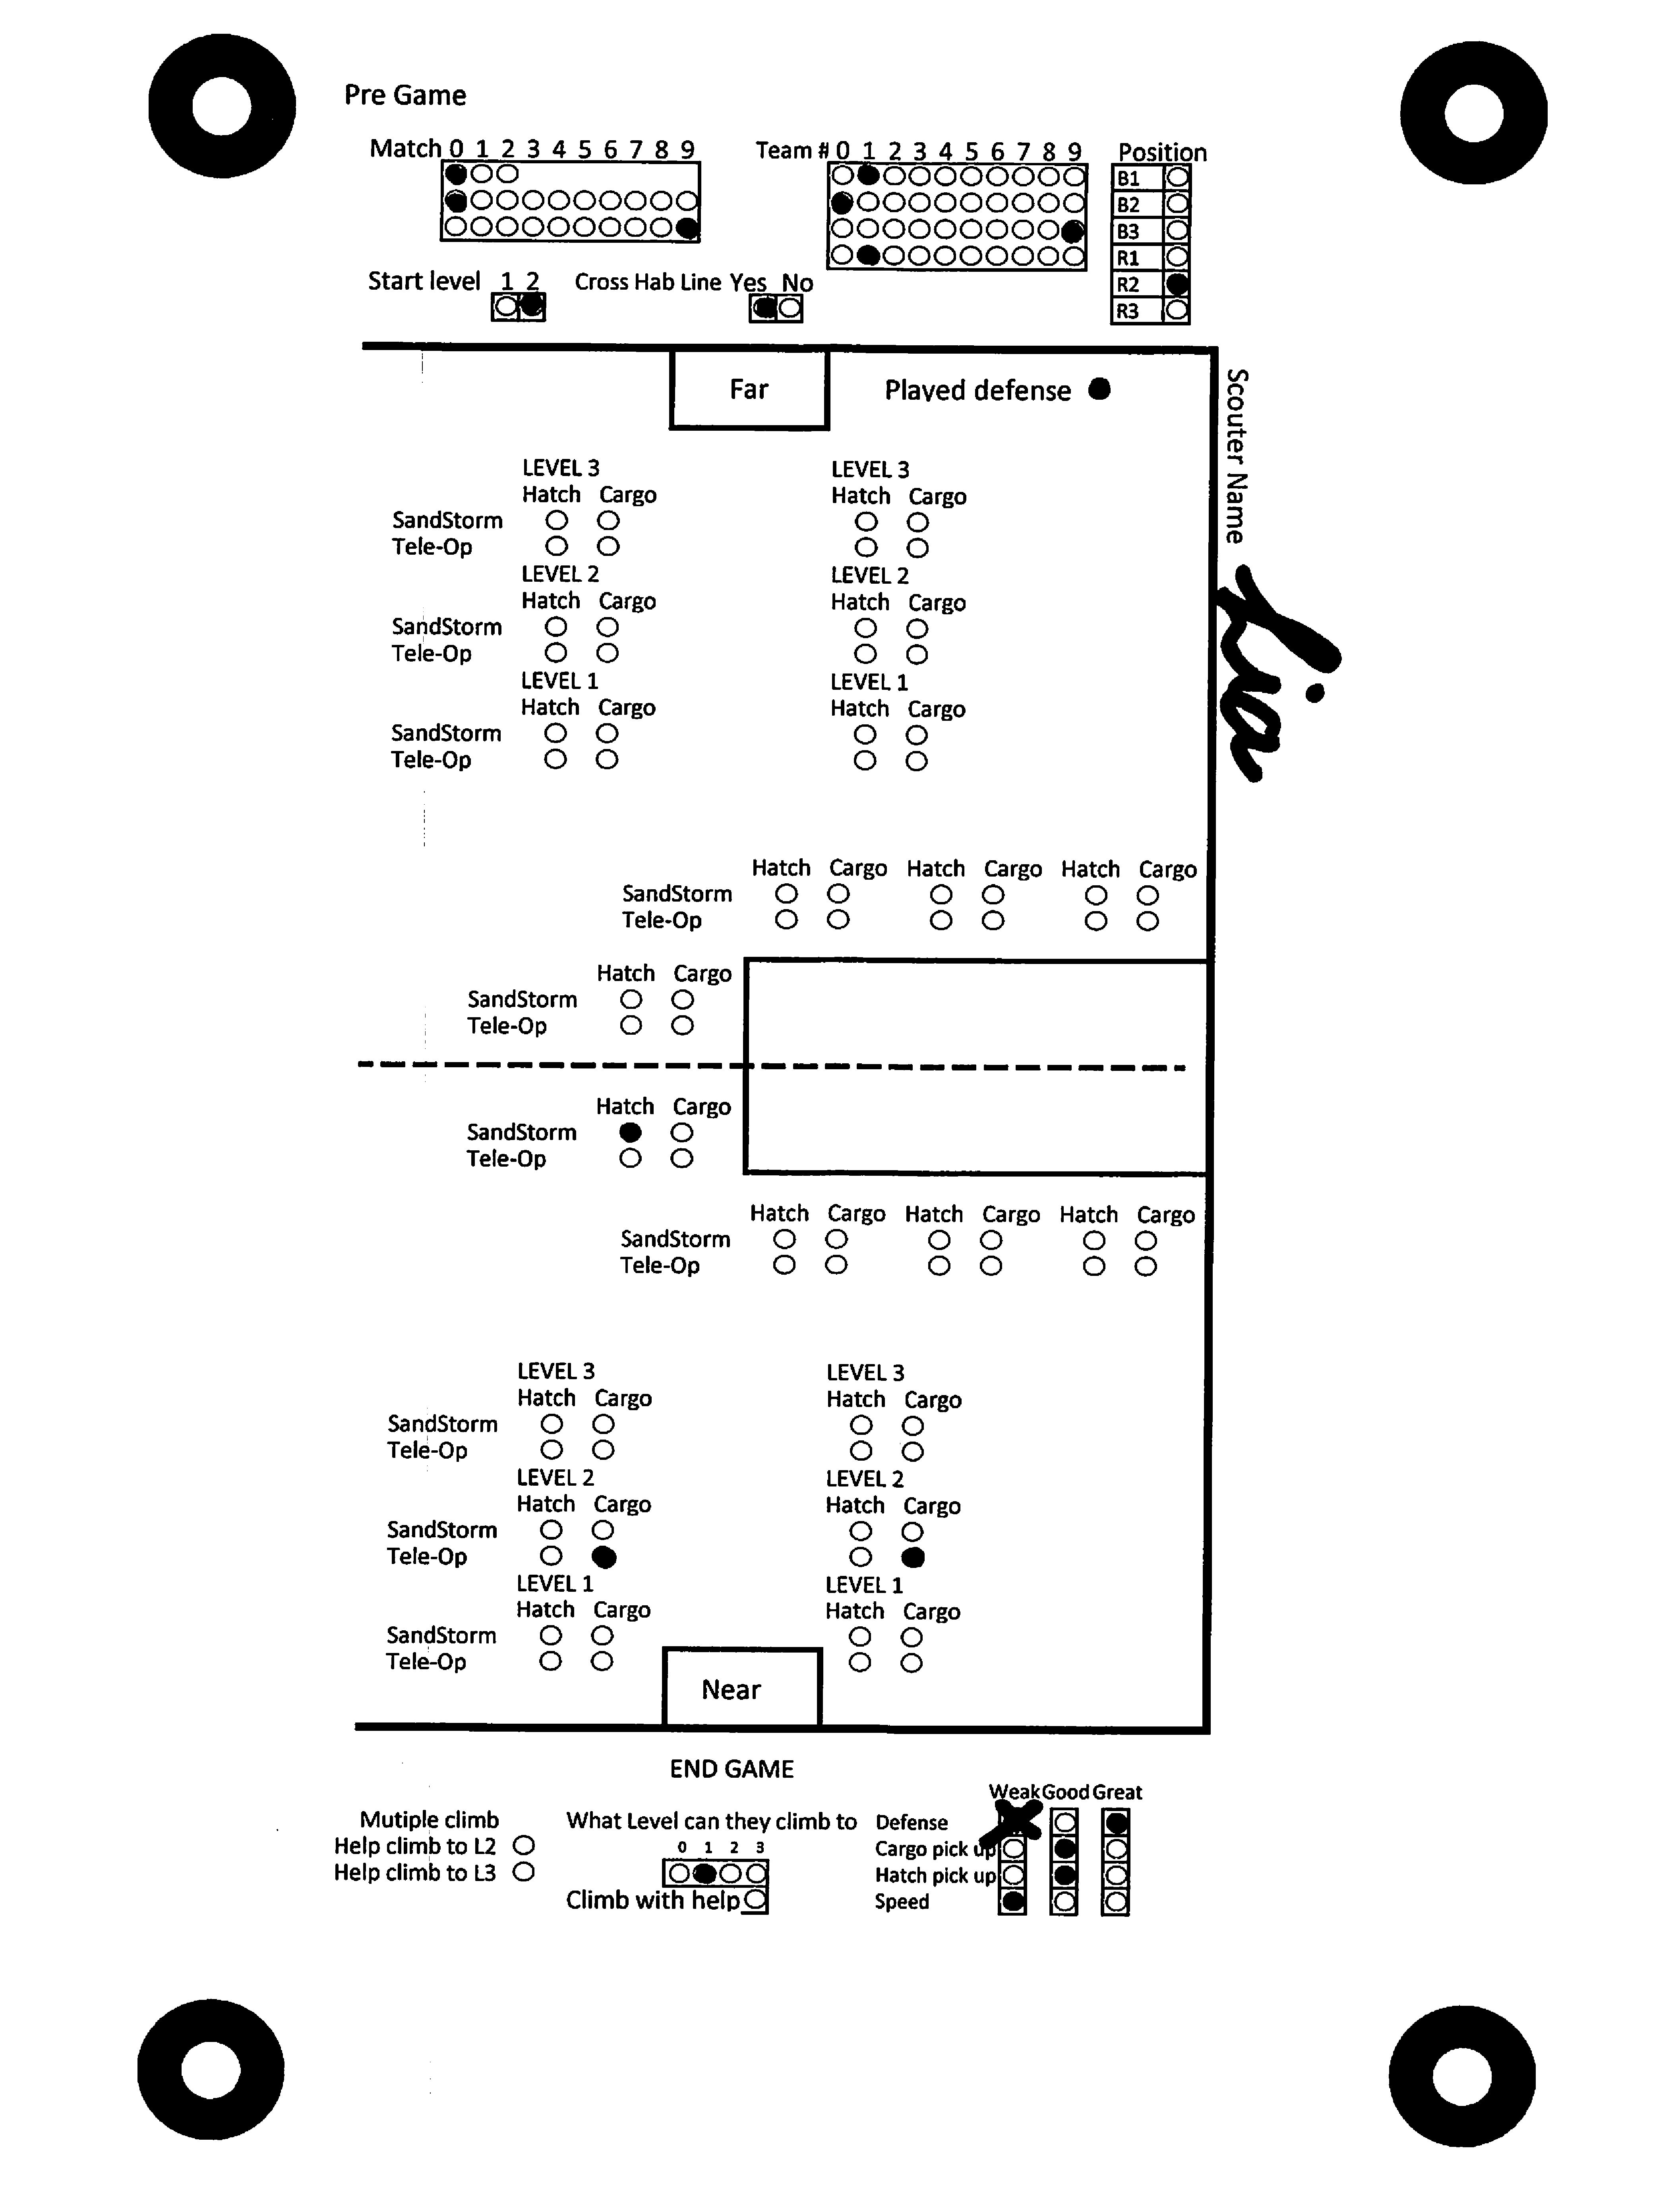 Pre Game
Match 0 1 2 3 4 5 6 7 8 9
Team # 0 1 2 3 4 5 6 7 8 9
Position
B1
B2
B3
R1
R2
R3
Start level 1 2
Cross Hab Line Yes No
Far
Played defense
Scouter Name
Lia
LEVEL 3 LEVEL 3
Hatch Cargo Hatch Cargo
SandStorm
Tele-Op
LEVEL 2 LEVEL 2
Hatch Cargo Hatch Cargo
SandStorm
Tele-Op
LEVEL 1 LEVEL 1
Hatch Cargo Hatch Cargo
SandStorm
Tele-Op
Hatch Cargo Hatch Cargo Hatch Cargo
SandStorm
Tele-Op
Hatch Cargo
SandStorm
Tele-Op
Hatch Cargo
SandStorm
Tele-Op
Hatch Cargo Hatch Cargo Hatch Cargo
SandStorm
Tele-Op
LEVEL 3 LEVEL 3
Hatch Cargo Hatch Cargo
SandStorm
Tele-Op
LEVEL 2 LEVEL 2
Hatch Cargo Hatch Cargo
SandStorm
Tele-Op
LEVEL 1 LEVEL 1
Hatch Cargo Hatch Cargo
SandStorm
Tele-Op
Near
END GAME
Mutiple climb
Help climb to L2
Help climb to L3
What Level can they climb to
0 1 2 3
Climb with help
Weak Good Great
Defense
Cargo pick up
Hatch pick up
Speed